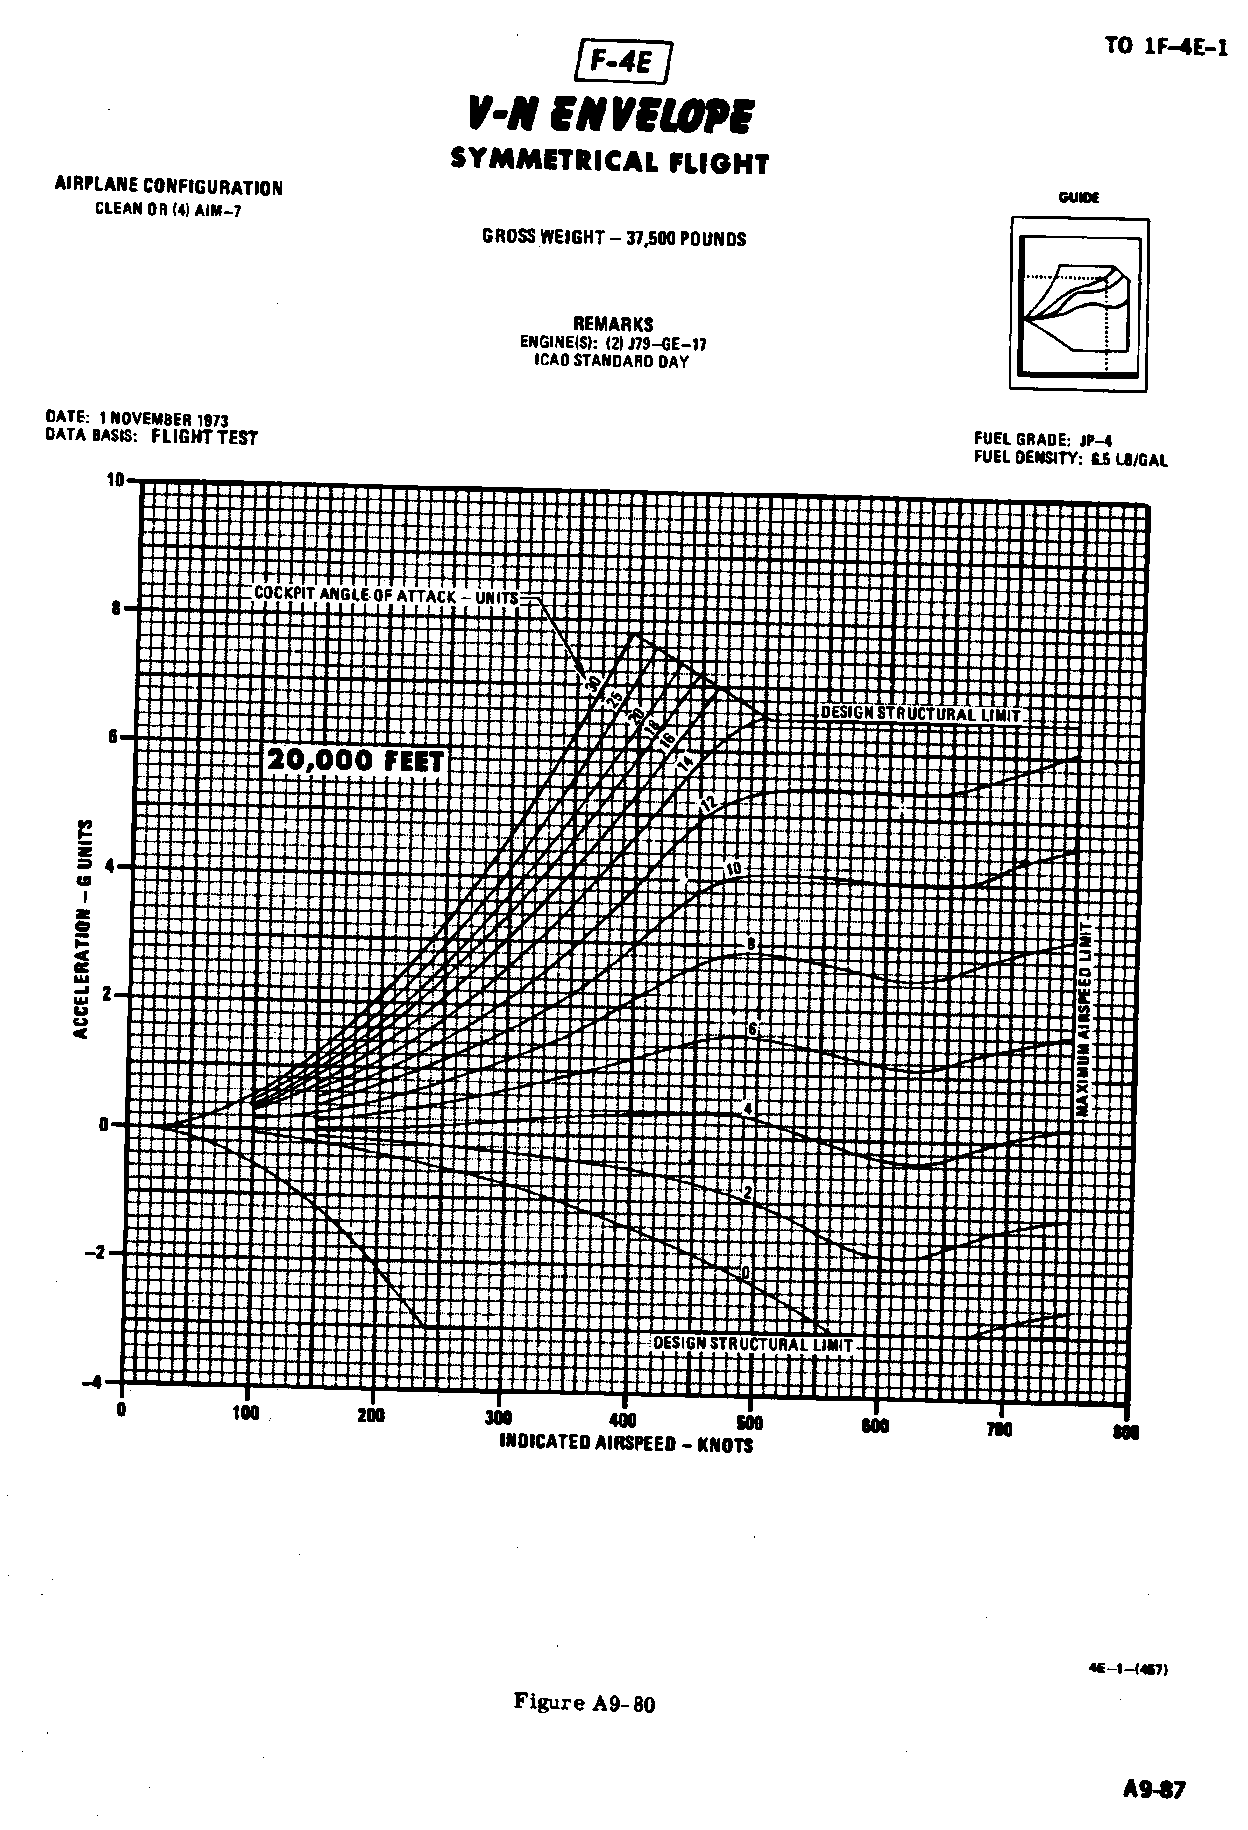 TO 1F-4E-1
F-4E
V-N ENVELOPE
SYMMETRICAL FLIGHT
AIRPLANE CONFIGURATION
CLEAN OR (4) AIM-7
GUIDE
GROSS WEIGHT – 37,500 POUNDS
REMARKS
ENGINE(S): (2) J79-GE-17
ICAO STANDARD DAY
DATE: 1 NOVEMBER 1973
DATA BASIS: FLIGHT TEST
FUEL GRADE: JP-4
FUEL DENSITY: 6.5 LB/GAL
10
8
6
4
2
0
-2
-4
ACCELERATION – G UNITS
COCKPIT ANGLE OF ATTACK – UNITS
30
25
20
18
16
14
12
10
8
6
4
2
0
20,000 FEET
DESIGN STRUCTURAL LIMIT
MAXIMUM AIRSPEED LIMIT
DESIGN STRUCTURAL LIMIT
0 100 200 300 400 500 600 700 800
INDICATED AIRSPEED – KNOTS
4E-1-(457)
Figure A9-80
A9-87